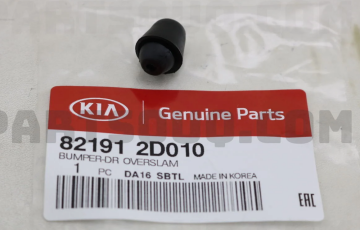 KIA Genuine Parts
82191 2D010
BUMPER-DR OVERSLAM
1 PC DA16 SBTL MADE IN KOREA
EAC